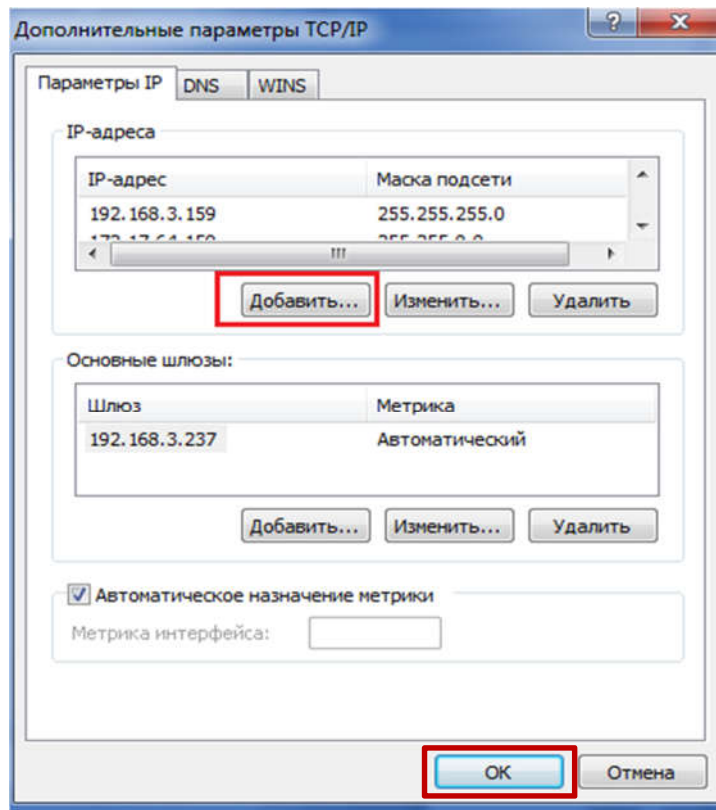 Дополнительные параметры TCP/IP
Параметры IP DNS WINS
IP-адреса
IP-адрес Маска подсети
192.168.3.159 255.255.255.0
Добавить... Изменить... Удалить
Основные шлюзы:
Шлюз Метрика
192.168.3.237 Автоматический
Добавить... Изменить... Удалить
Автоматическое назначение метрики
Метрика интерфейса:
OK Отмена